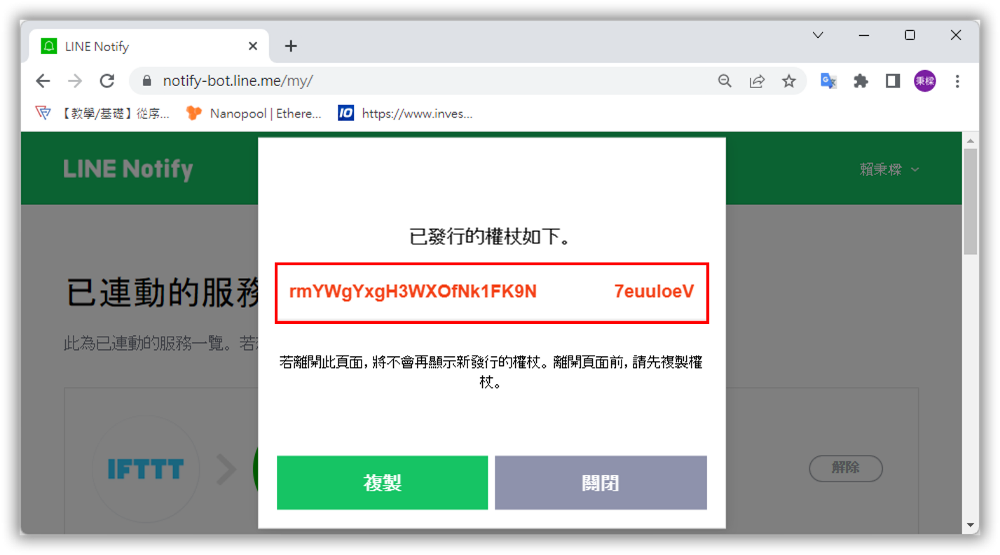 LINE Notify
notify-bot.line.me/my/
秉樑
【教學/基礎】從序...
Nanopool | Ethere...
IO
https://www.inves...
LINE Notify
賴秉樑
已發行的權杖如下。
rmYWgYxgH3WXOfNk1FK9N 7euuloeV
已連動的服務
此為已連動的服務一覽。若
若離開此頁面，將不會再顯示新發行的權杖。離開頁面前，請先複製權
杖。
IFTTT
解除
複製
關閉